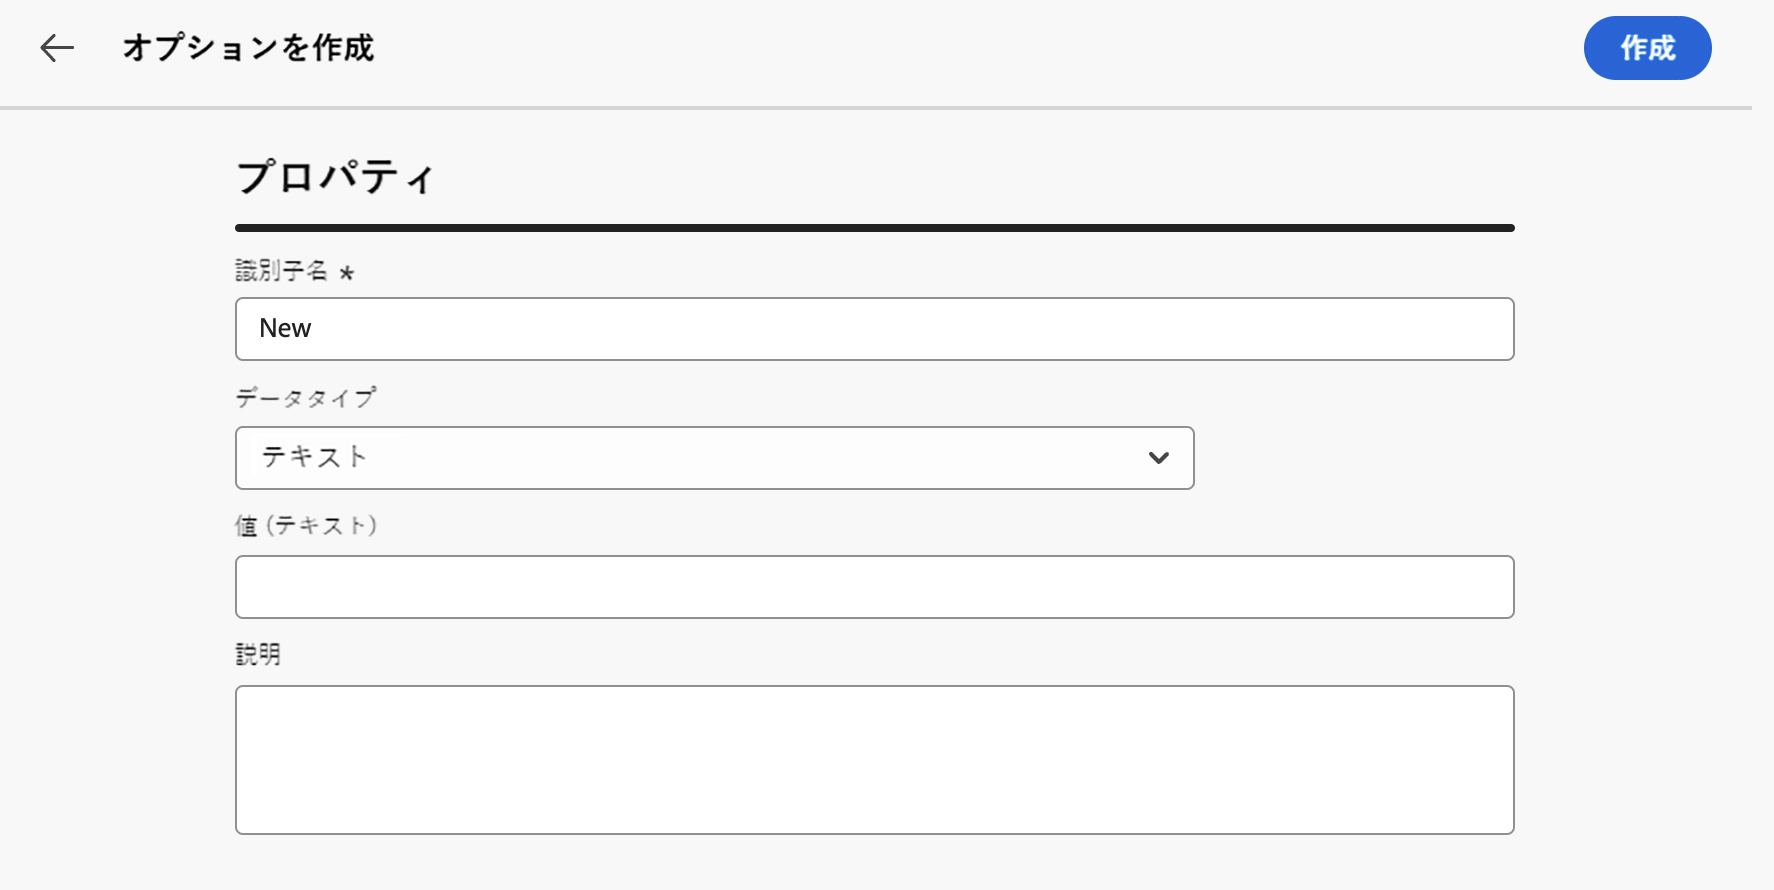 オプションを作成
作成
プロパティ
識別子名 *
New
データタイプ
テキスト
値 (テキスト)
説明